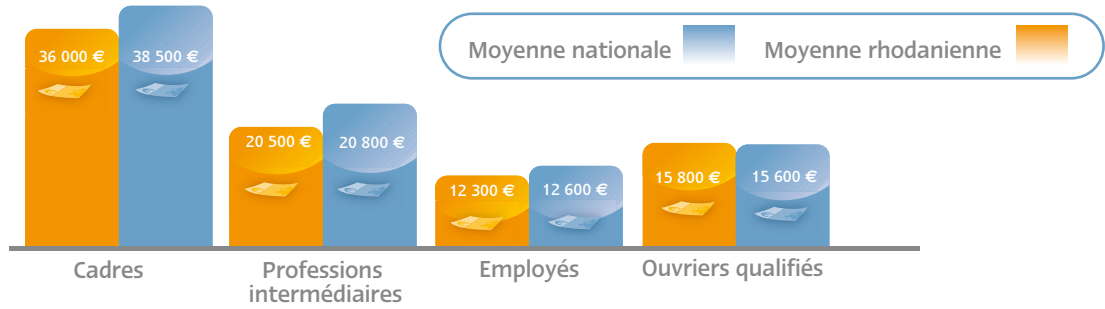 Moyenne nationale
Moyenne rhodanienne
36 000 €
38 500 €
20 500 €
20 800 €
12 300 €
12 600 €
15 800 €
15 600 €
Cadres
Professions
intermédiaires
Employés
Ouvriers qualifiés